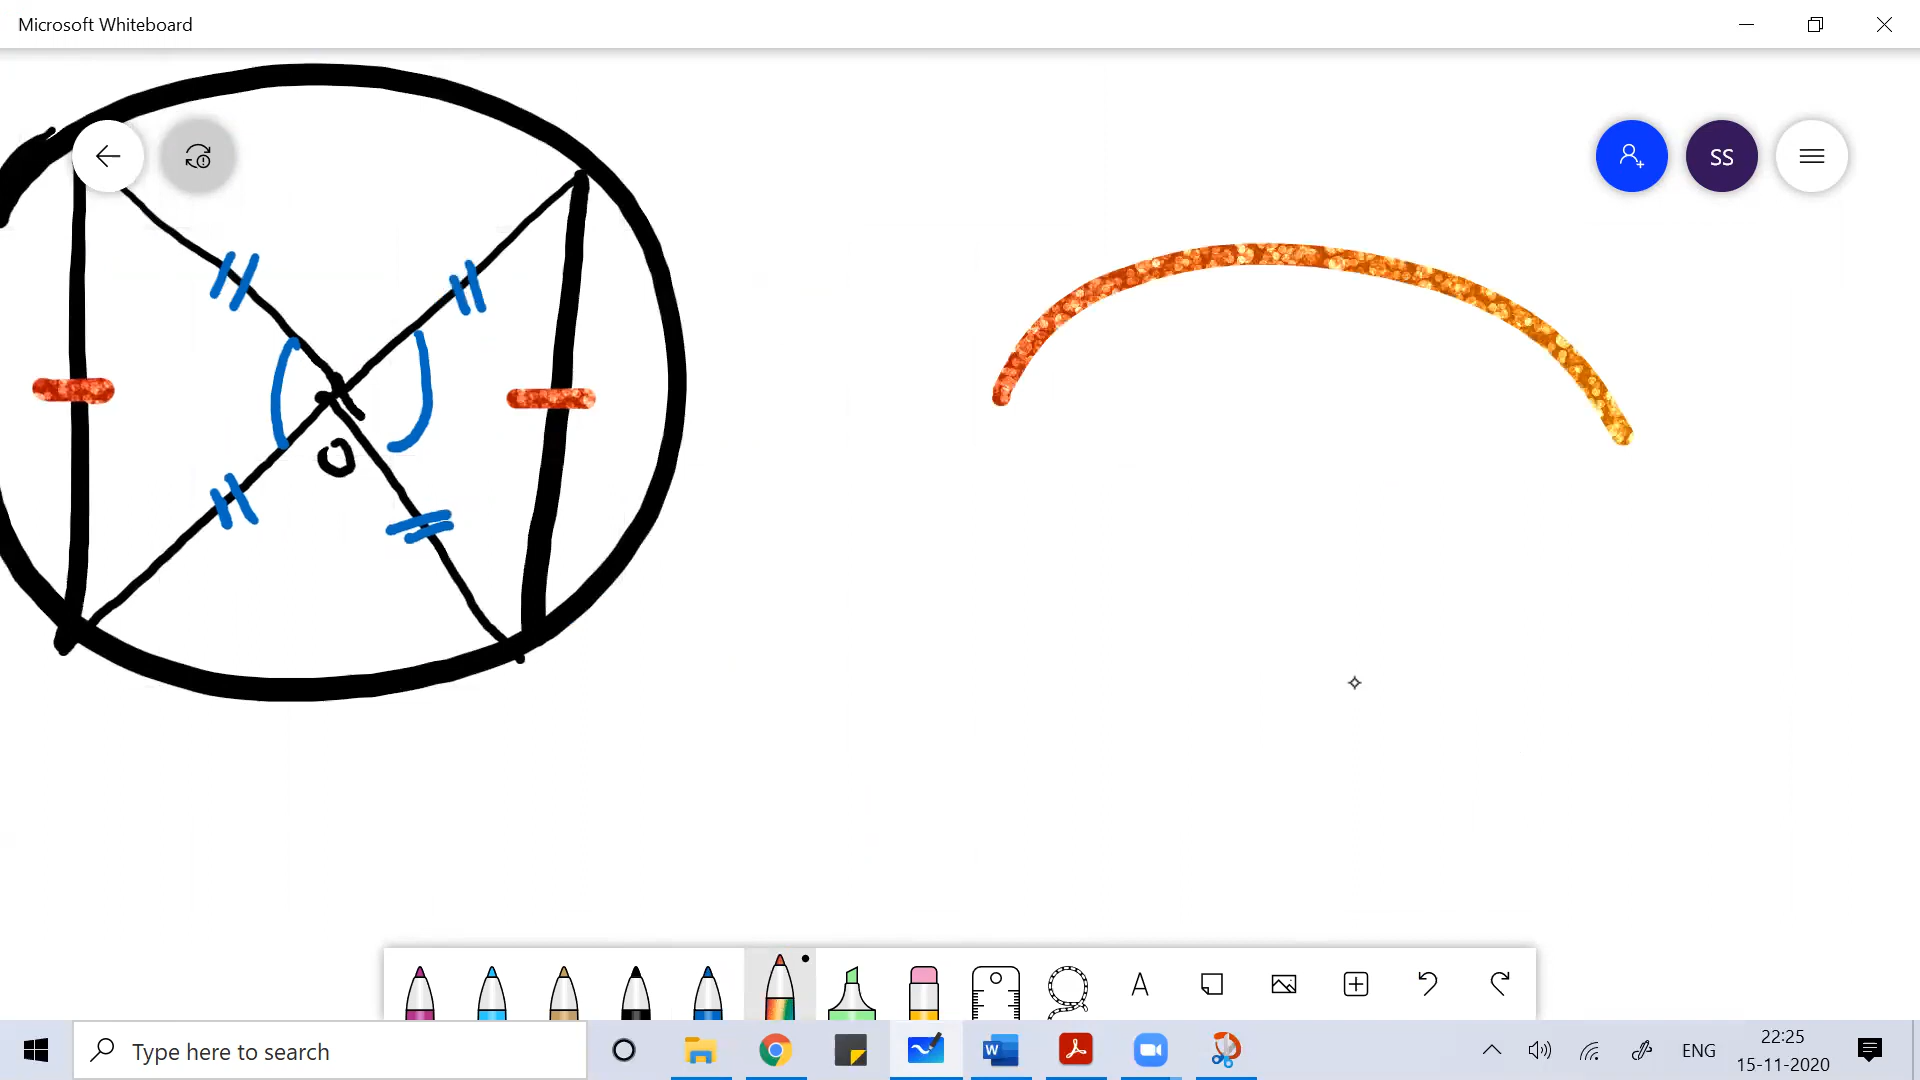 Microsoft Whiteboard
SS
O
A
Type here to search
W
ENG
22:25
15-11-2020